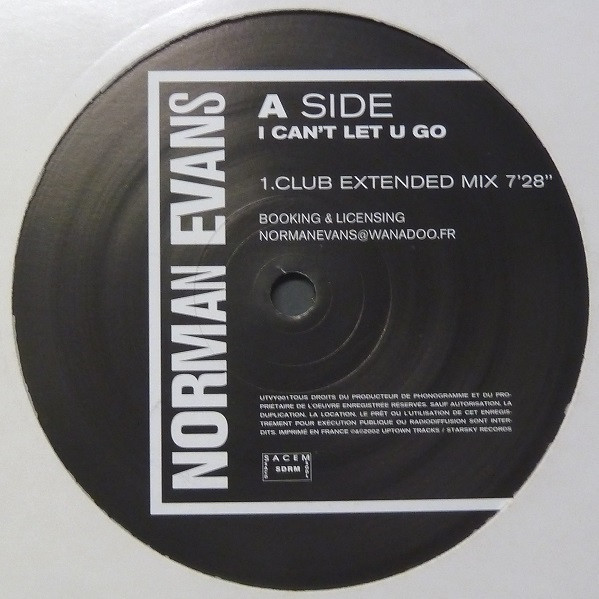 NORMAN EVANS
A SIDE
I CAN'T LET U GO
1.CLUB EXTENDED MIX 7'28"
BOOKING & LICENSING
NORMANEVANS@WANADOO.FR
UTVY001TOUS DROITS DU PRODUCTEUR DE PHONOGRAMME ET DU PRO-
PRIETAIRE DE L'OEUVRE ENREGISTRÉE RESERVES. SAUF AUTORISATION, LA
DUPLICATION, LA LOCATION, LE PRÊT OU L'UTILISATION DE CET ENREGIS-
TREMENT POUR EXÉCUTION PUBLIQUE OU RADIODIFFUSION SONT INTER-
DITS. IMPRIMÉ EN FRANCE ©&℗2002 UPTOWN TRACKS / STARSKY RECORDS
SACEM
SDRM